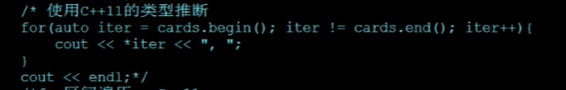 /* 使用C++11的类型推断
for(auto iter = cards.begin(); iter != cards.end(); iter++){
cout << *iter << ", ";
}
cout << endl;*/